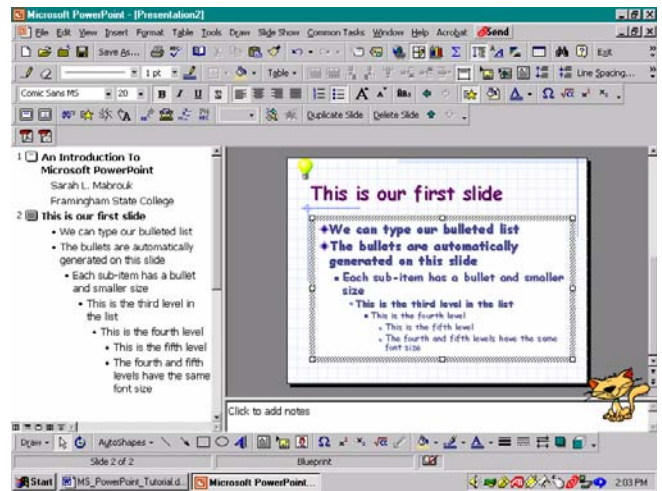 Microsoft PowerPoint - [Presentation2]
File Edit View Insert Format Table Tools Draw Slide Show Common Tasks Window Help Acrobat Send
Save As... Exit
1 pt Table Line Spacing...
Comic Sans MS 20 B I U S
Duplicate Slide Delete Slide
1 An Introduction To
Microsoft PowerPoint
Sarah L. Mabrouk
Framingham State College
2 This is our first slide
• We can type our bulleted list
• The bullets are automatically
generated on this slide
• Each sub-item has a bullet
and smaller size
• This is the third level in
the list
• This is the fourth level
• This is the fifth level
• The fourth and fifth
levels have the same
font size
This is our first slide
We can type our bulleted list
The bullets are automatically
generated on this slide
Each sub-item has a bullet and smaller
size
This is the third level in the list
This is the fourth level
This is the fifth level
The fourth and fifth levels have the same
font size
Click to add notes
Draw AutoShapes
Slide 2 of 2 Blueprint
Start MS_PowerPoint_Tutorial.d... Microsoft PowerPoint... 2:03 PM